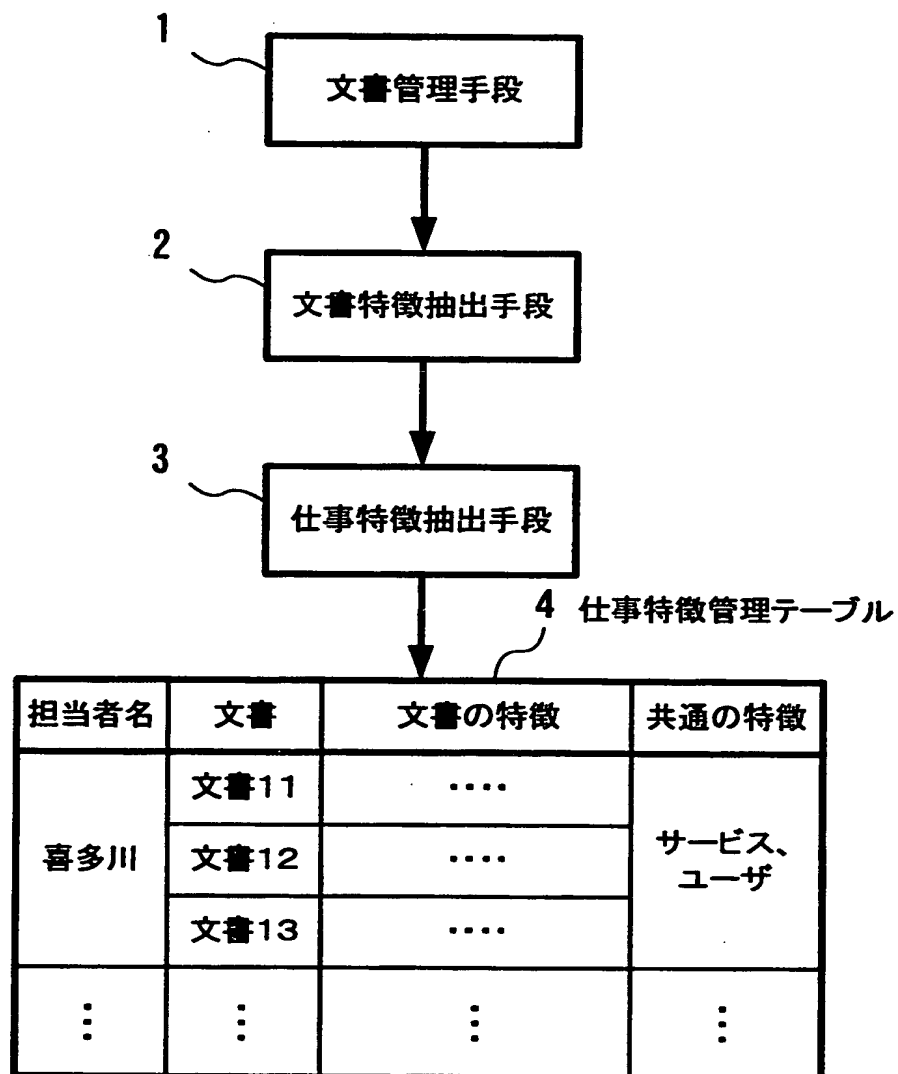 1
文書管理手段
2
文書特徴抽出手段
3
仕事特徴抽出手段
4 仕事特徴管理テーブル
担当者名 文書 文書の特徴 共通の特徴
喜多川
文書11 ‥‥
文書12 ‥‥
文書13 ‥‥
サービス、
ユーザ
⋮ ⋮ ⋮ ⋮